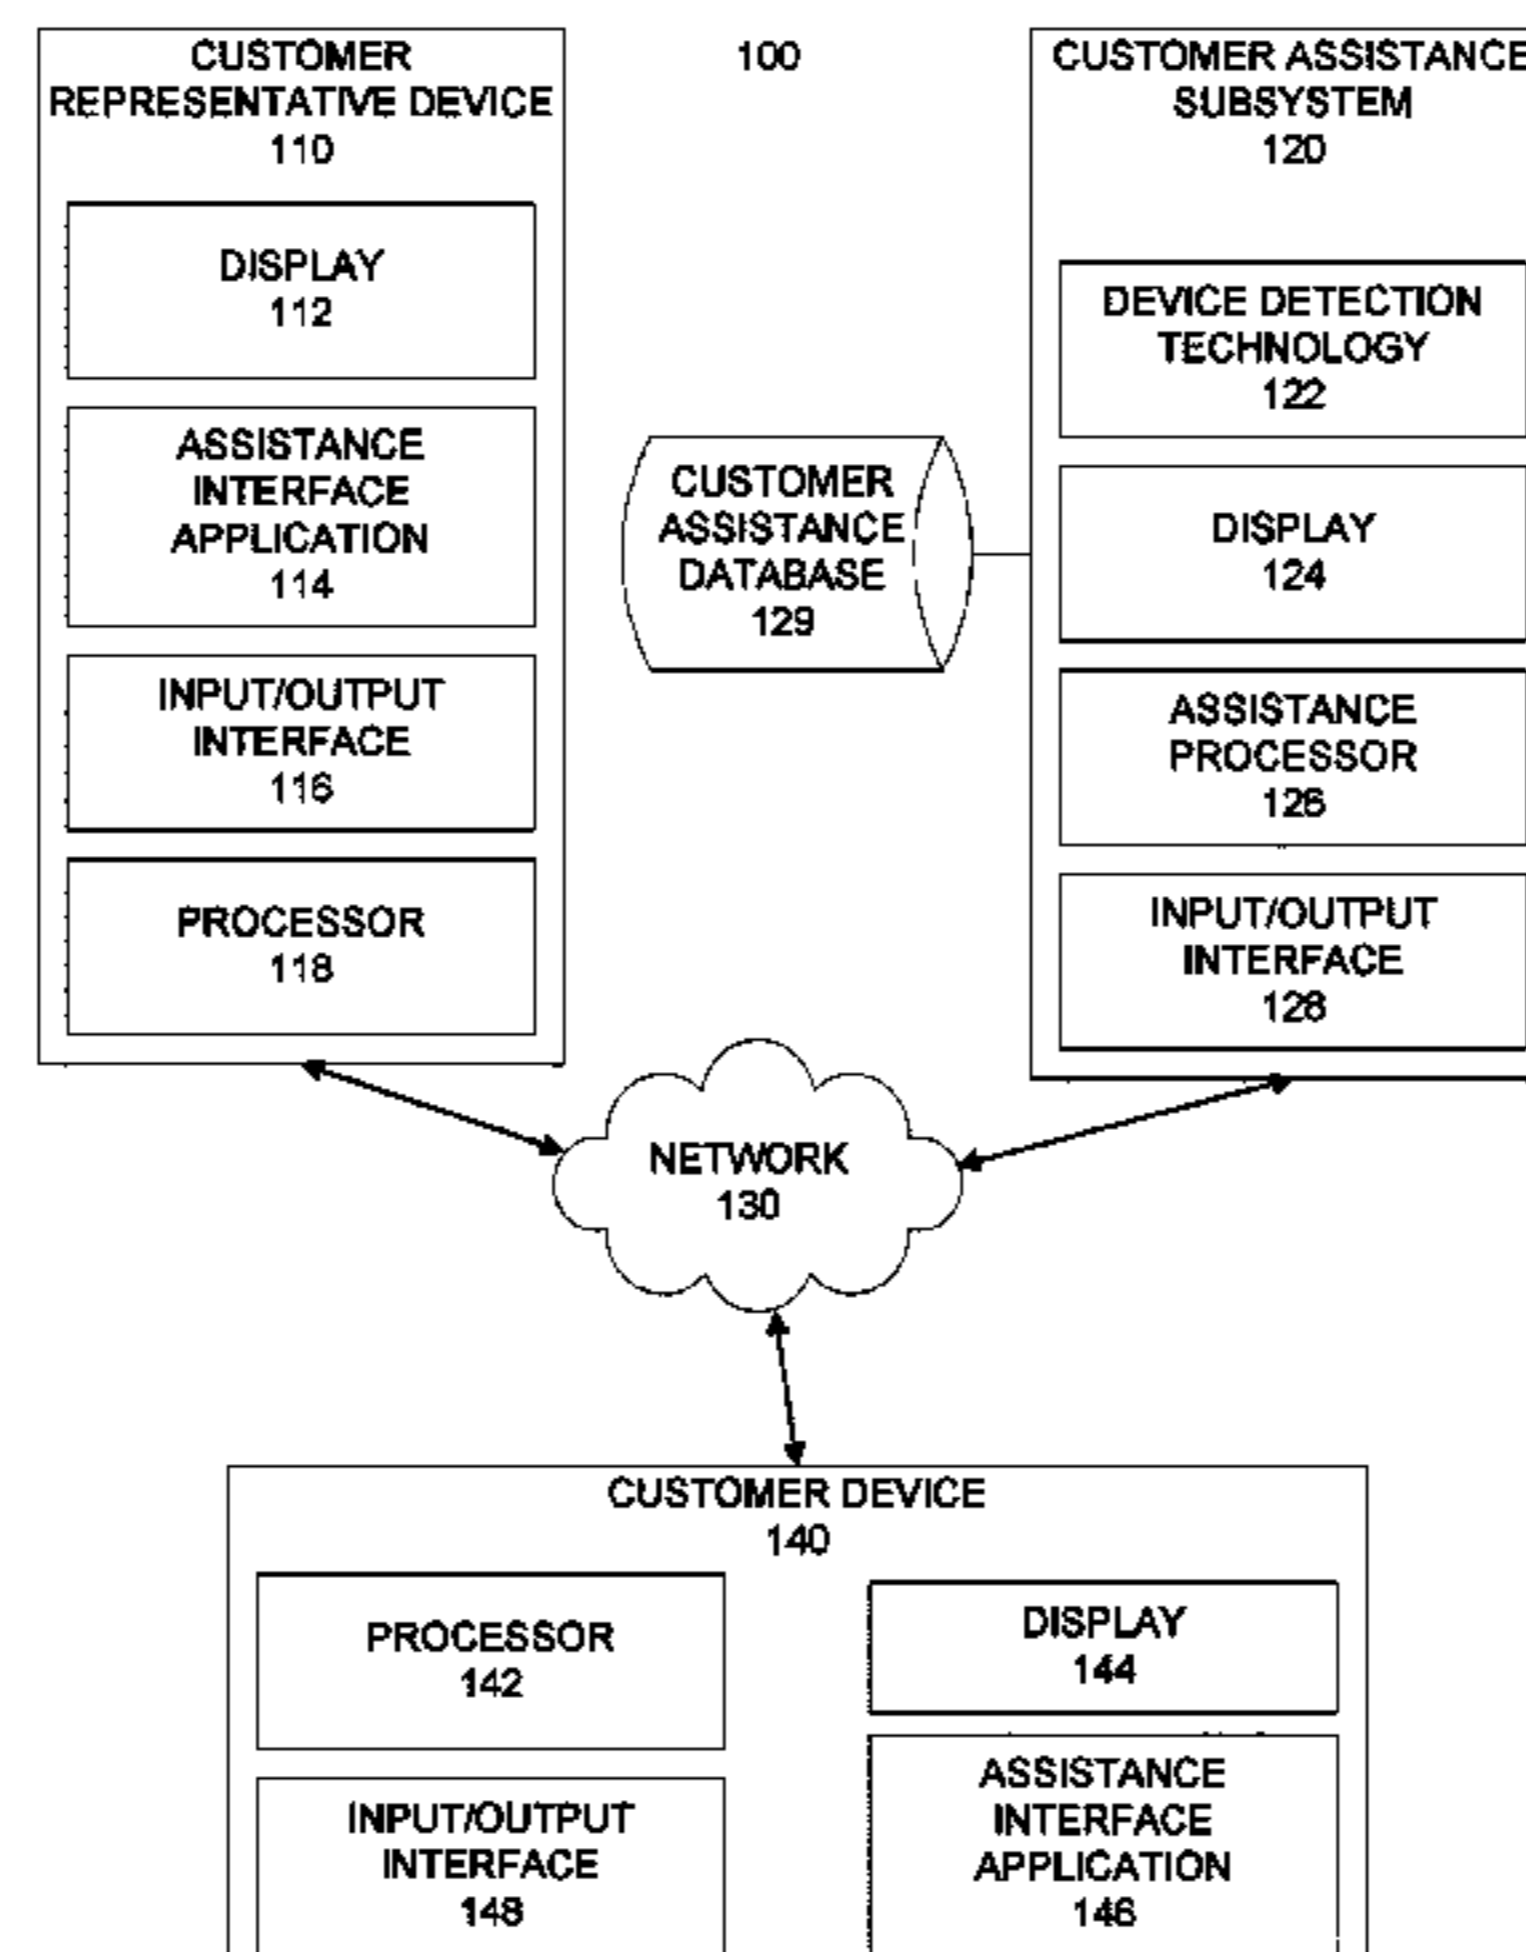 100
CUSTOMER
REPRESENTATIVE DEVICE
110
DISPLAY
112
ASSISTANCE
INTERFACE
APPLICATION
114
INPUT/OUTPUT
INTERFACE
116
PROCESSOR
118
CUSTOMER
ASSISTANCE
DATABASE
129
CUSTOMER ASSISTANCE
SUBSYSTEM
120
DEVICE DETECTION
TECHNOLOGY
122
DISPLAY
124
ASSISTANCE
PROCESSOR
126
INPUT/OUTPUT
INTERFACE
128
NETWORK
130
CUSTOMER DEVICE
140
PROCESSOR
142
DISPLAY
144
INPUT/OUTPUT
INTERFACE
148
ASSISTANCE
INTERFACE
APPLICATION
146